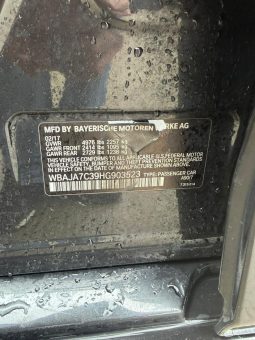 MFD BY BAYERISCHE MOTOREN WERKE AG
02/17
GVWR 4976 LBS 2257 KG
GAWR FRONT 2414 LBS 1095 KG
GAWR REAR 2729 LBS 1238 KG
THIS VEHICLE CONFORMS TO ALL APPLICABLE U.S. FEDERAL MOTOR
VEHICLE SAFETY, BUMPER AND THEFT PREVENTION STANDARDS
IN EFFECT ON THE DATE OF MANUFACTURE SHOWN ABOVE.
WBAJA7C39HG903523 TYPE: PASSENGER CAR